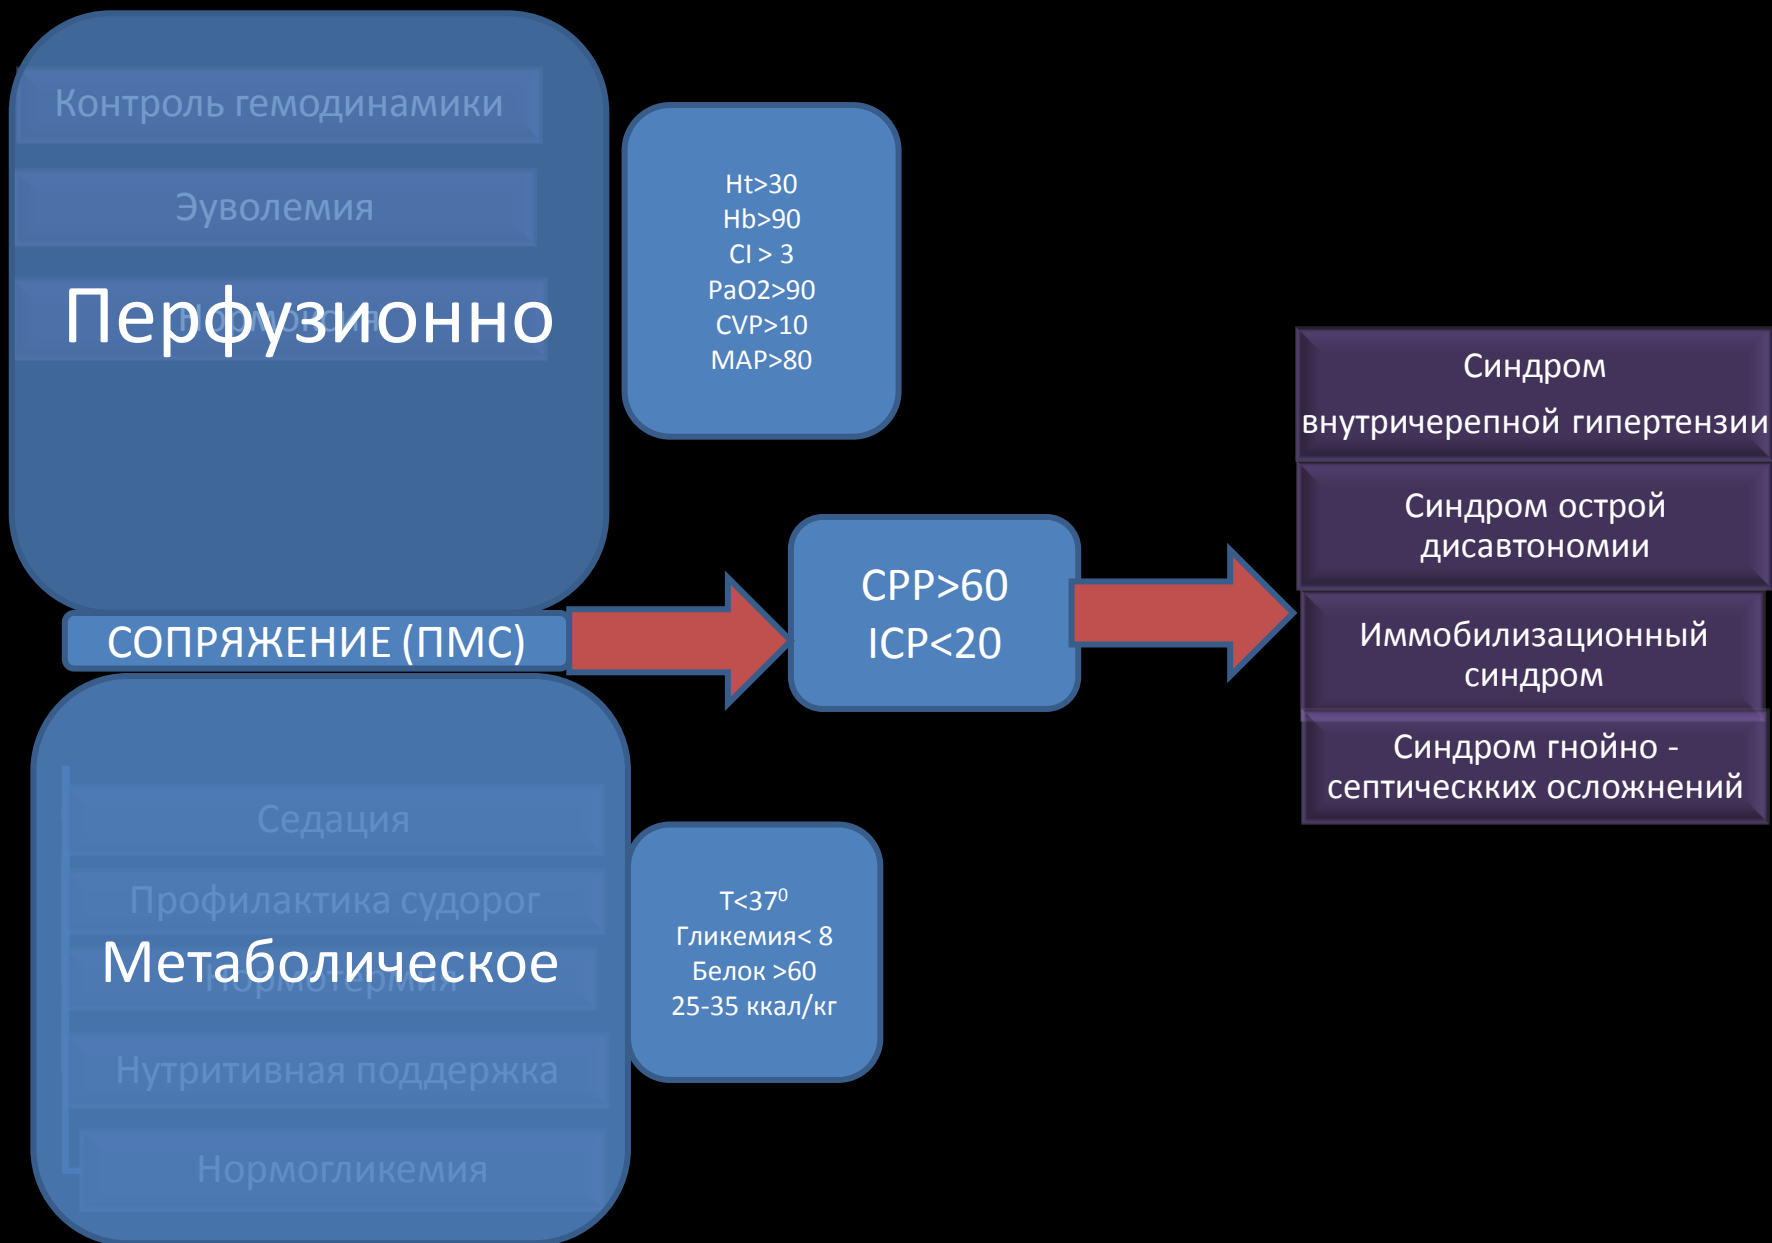 Контроль гемодинамики
Эуволемия
Нормоксия
Перфузионно
Ht>30
Hb>90
CI > 3
PaO2>90
CVP>10
MAP>80
СОПРЯЖЕНИЕ (ПМС)
CPP>60
ICP<20
Синдром
внутричерепной гипертензии
Синдром острой
дисавтономии
Иммобилизационный
синдром
Синдром гнойно -
септическких осложнений
Седация
Профилактика судорог
Нормотермия
Метаболическое
Нутритивная поддержка
Нормогликемия
T<37⁰
Гликемия< 8
Белок >60
25-35 ккал/кг